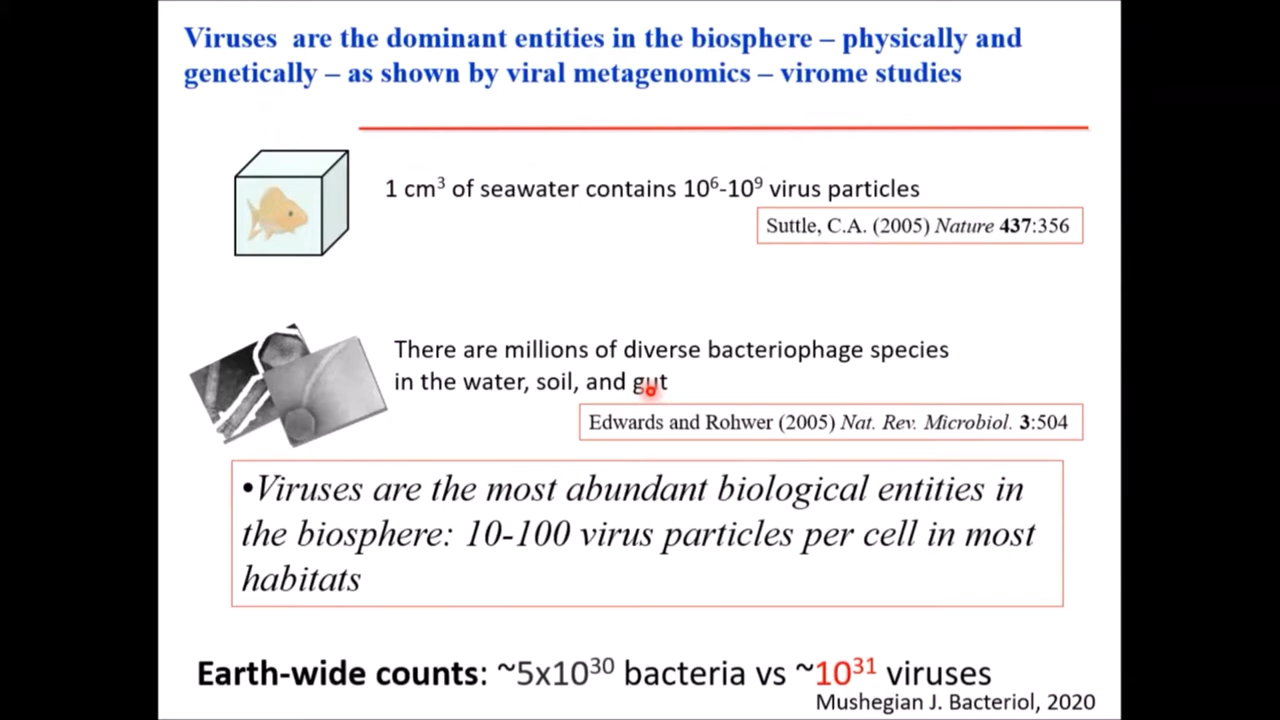 Viruses are the dominant entities in the biosphere – physically and
genetically – as shown by viral metagenomics – virome studies
1 cm³ of seawater contains 10⁶-10⁹ virus particles
Suttle, C.A. (2005) Nature 437:356
There are millions of diverse bacteriophage species
in the water, soil, and gut
Edwards and Rohwer (2005) Nat. Rev. Microbiol. 3:504
•Viruses are the most abundant biological entities in
the biosphere: 10-100 virus particles per cell in most
habitats
Earth-wide counts: ~5x10³⁰ bacteria vs ~10³¹ viruses
Mushegian J. Bacteriol, 2020